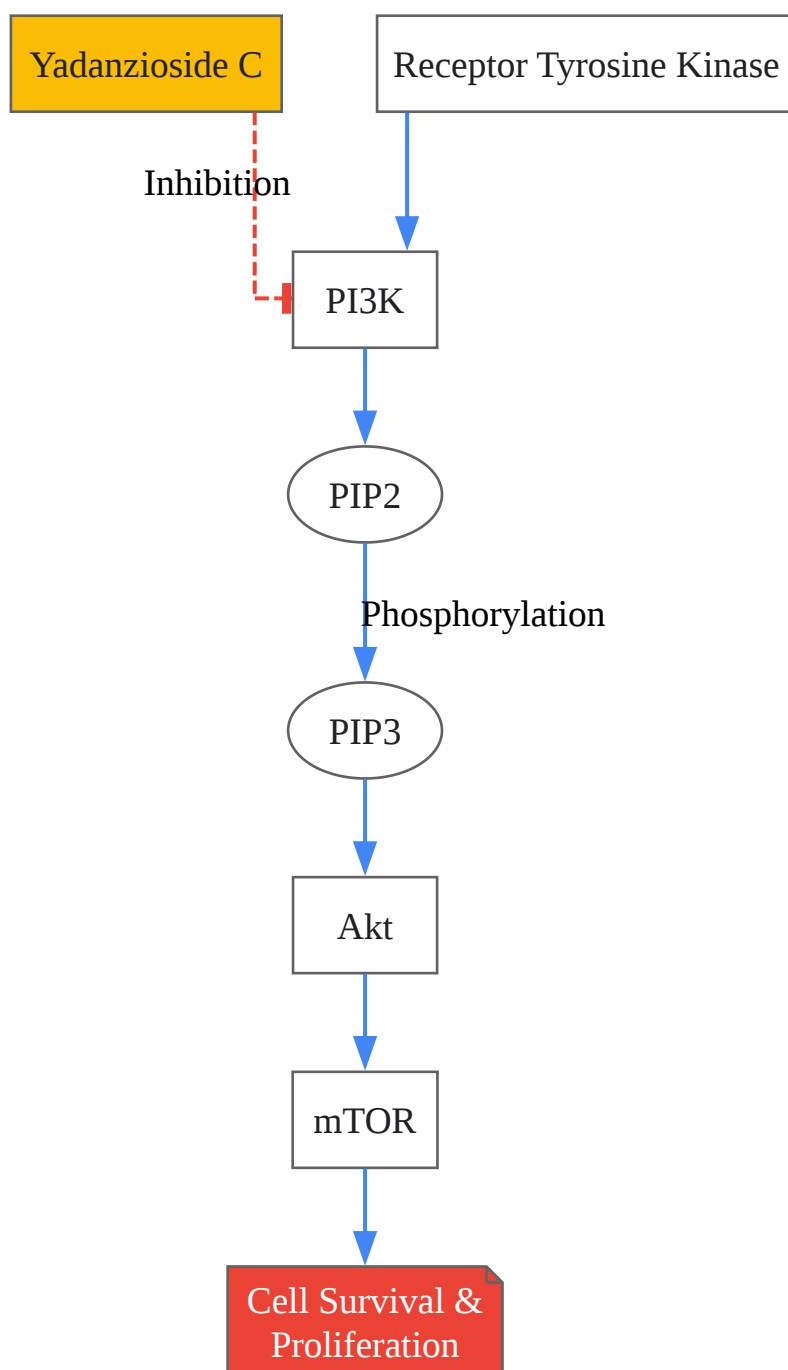 Yadanzioside C
Receptor Tyrosine Kinase
Inhibition
PI3K
PIP2
Phosphorylation
PIP3
Akt
mTOR
Cell Survival &
Proliferation